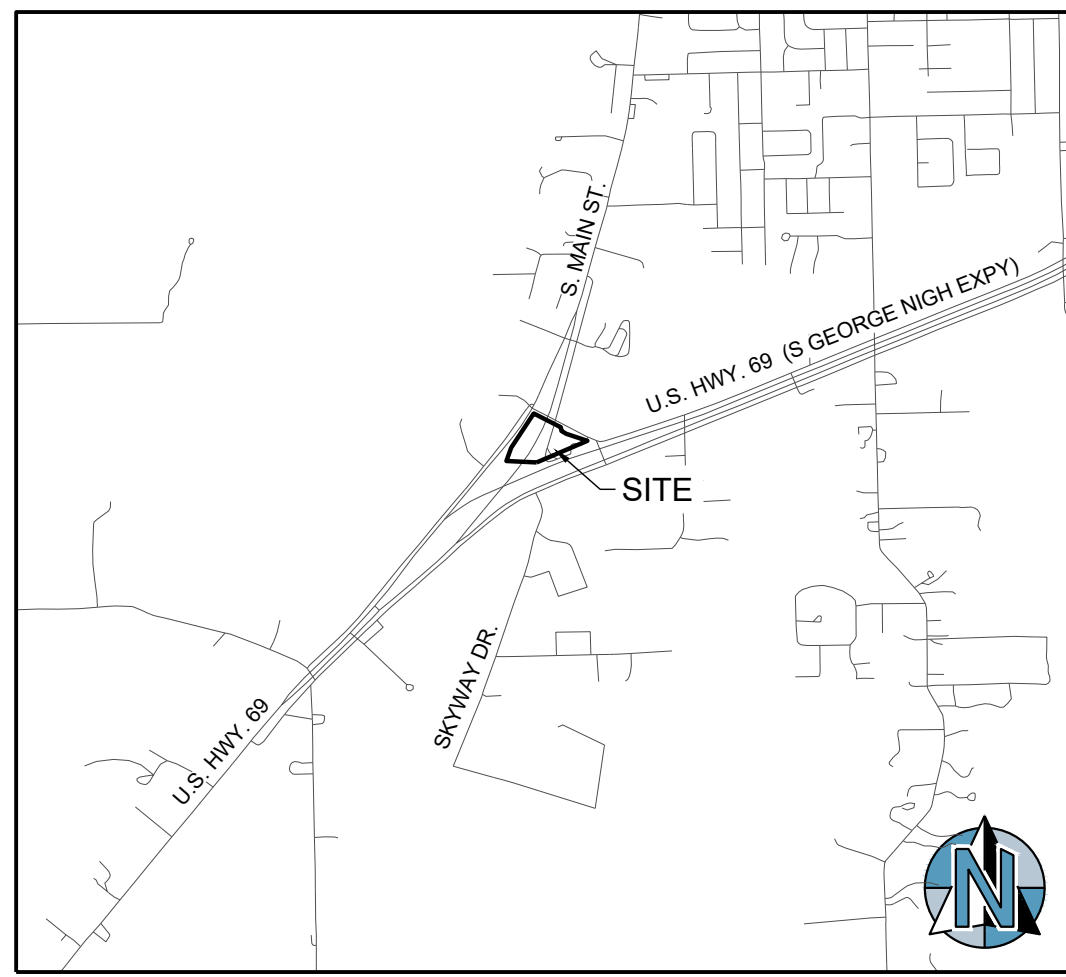 S. MAIN ST.
U.S. HWY. 69 (S GEORGE NIGH EXPY)
SITE
SKYWAY DR.
U.S. HWY. 69
N